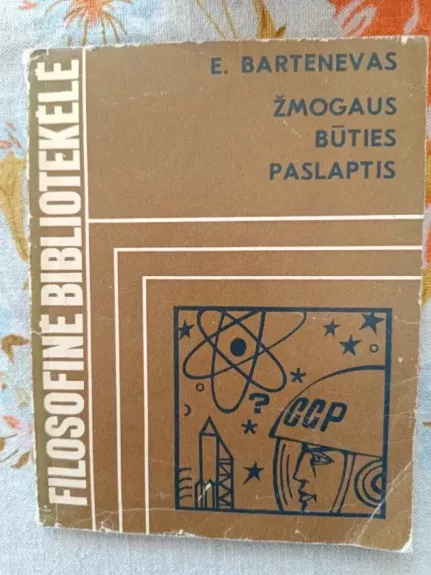 E. BARTENEVAS
ŽMOGAUS
BŪTIES
PASLAPTIS
FILOSOFINĖ BIBLIOTEKĖLĖ
?
CCP